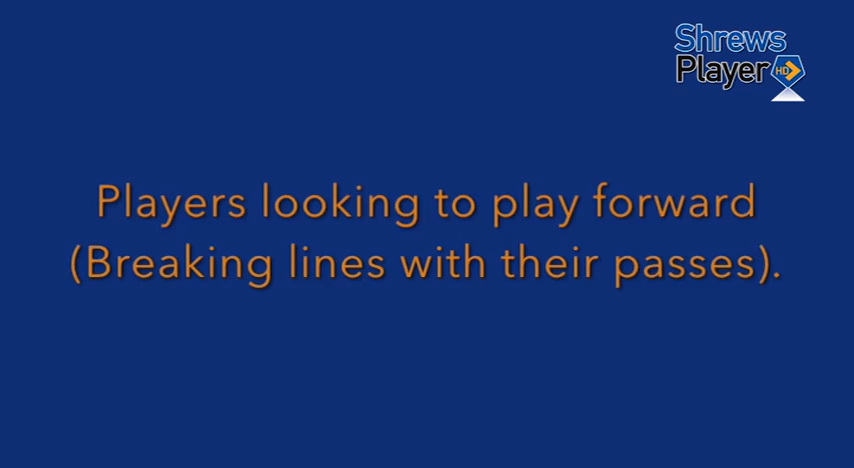 Shrews
Player HD
Players looking to play forward
(Breaking lines with their passes).